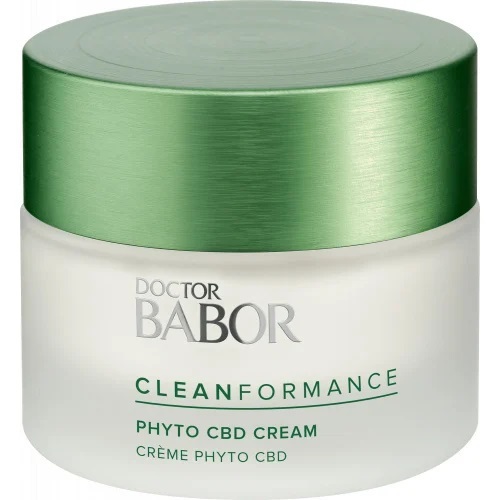 DOCTOR
BABOR
CLEANFORMANCE
PHYTO CBD CREAM
CRÈME PHYTO CBD